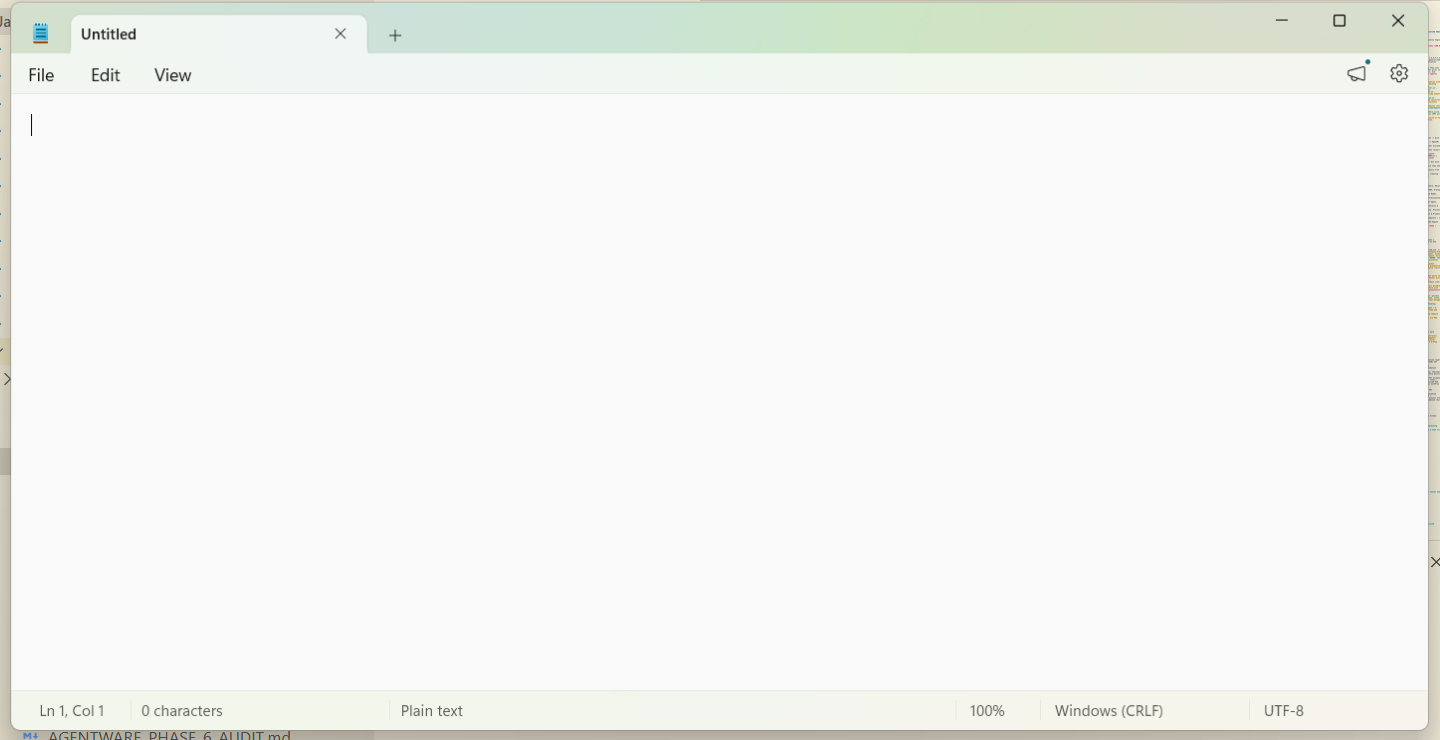 Ja
Untitled
File Edit View
Ln 1, Col 1 0 characters Plain text 100% Windows (CRLF) UTF-8
M↓ AGENTWARE_PHASE_6_AUDIT.md